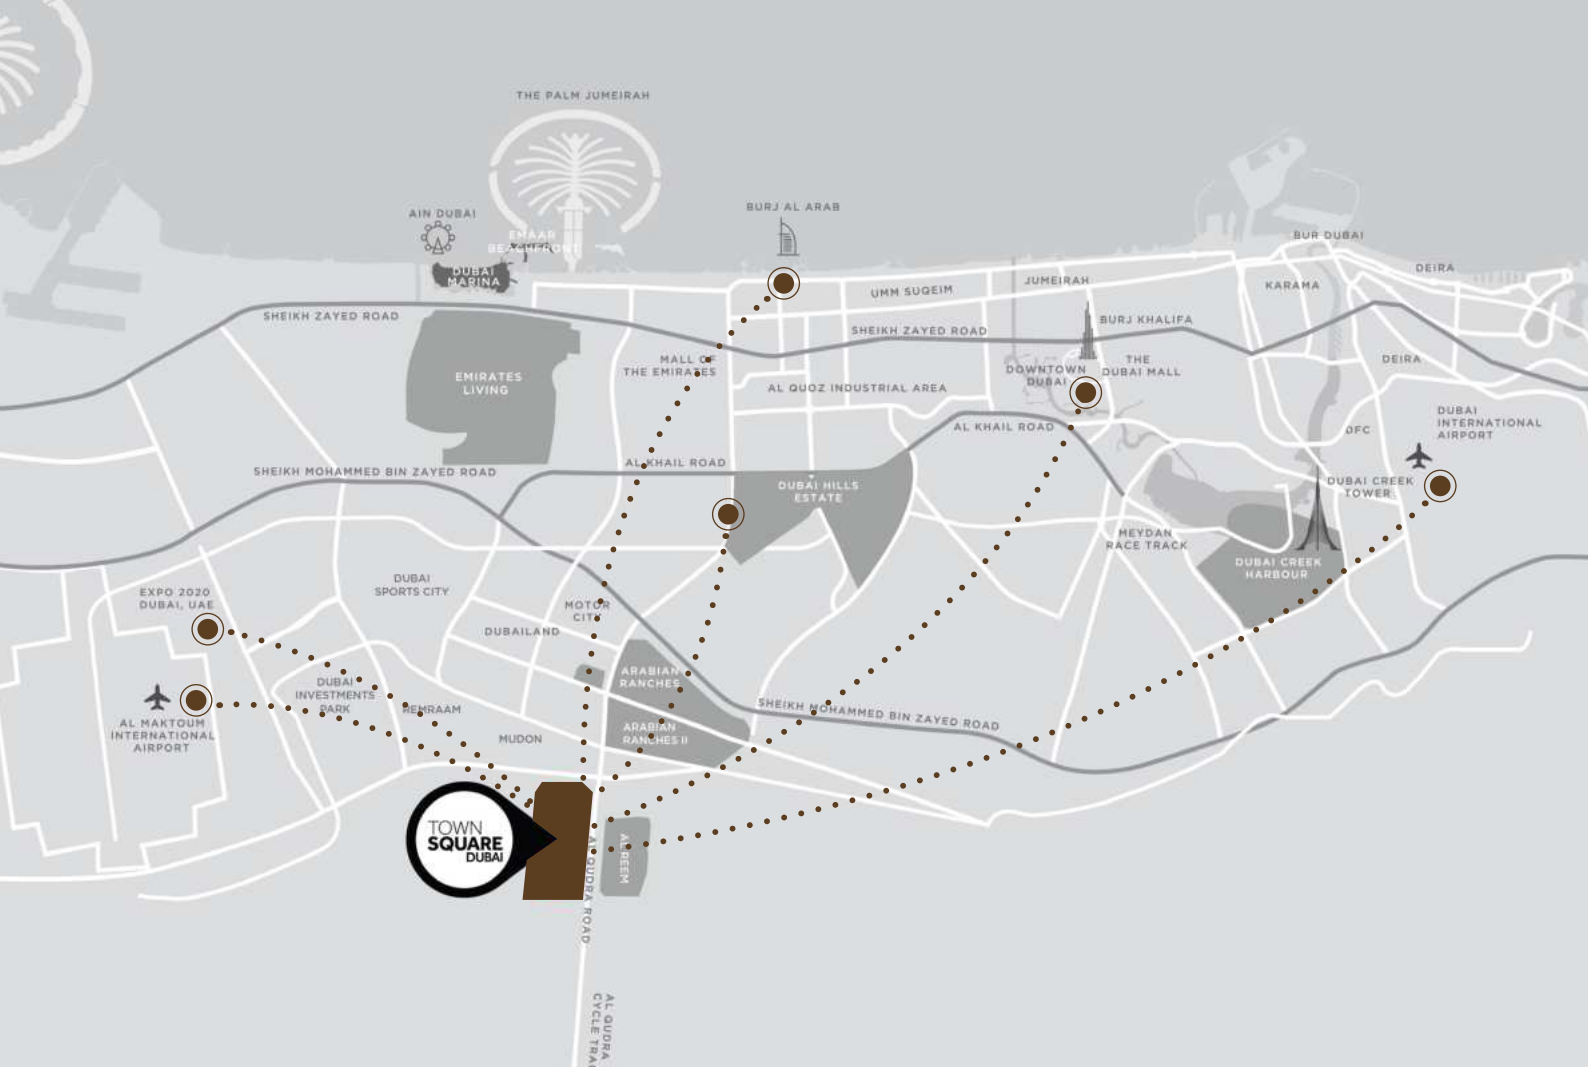 THE PALM JUMEIRAH
AIN DUBAI
BURJ AL ARAB
EMAAR
BEACHFRONT
BUR DUBAI
DUBAI
MARINA
DEIRA
JUMEIRAH
KARAMA
UMM SUQEIM
SHEIKH ZAYED ROAD
BURJ KHALIFA
SHEIKH ZAYED ROAD
MALL OF
THE EMIRATES
THE
DUBAI MALL
DEIRA
DOWNTOWN
DUBAI
EMIRATES
LIVING
AL QUOZ INDUSTRIAL AREA
DUBAI
INTERNATIONAL
AIRPORT
AL KHAIL ROAD
DFC
AL KHAIL ROAD
SHEIKH MOHAMMED BIN ZAYED ROAD
DUBAI HILLS
ESTATE
DUBAI CREEK
TOWER
MEYDAN
RACE TRACK
DUBAI CREEK
HARBOUR
DUBAI
SPORTS CITY
EXPO 2020
DUBAI, UAE
MOTOR
CITY
DUBAILAND
ARABIAN
RANCHES
DUBAI
INVESTMENTS
PARK
REMRAAM
SHEIKH MOHAMMED BIN ZAYED ROAD
AL MAKTOUM
INTERNATIONAL
AIRPORT
ARABIAN
RANCHES II
MUDON
TOWN
SQUARE
DUBAI
AL REEM
AL QUDRA ROAD
AL QUDRA
CYCLE TRA